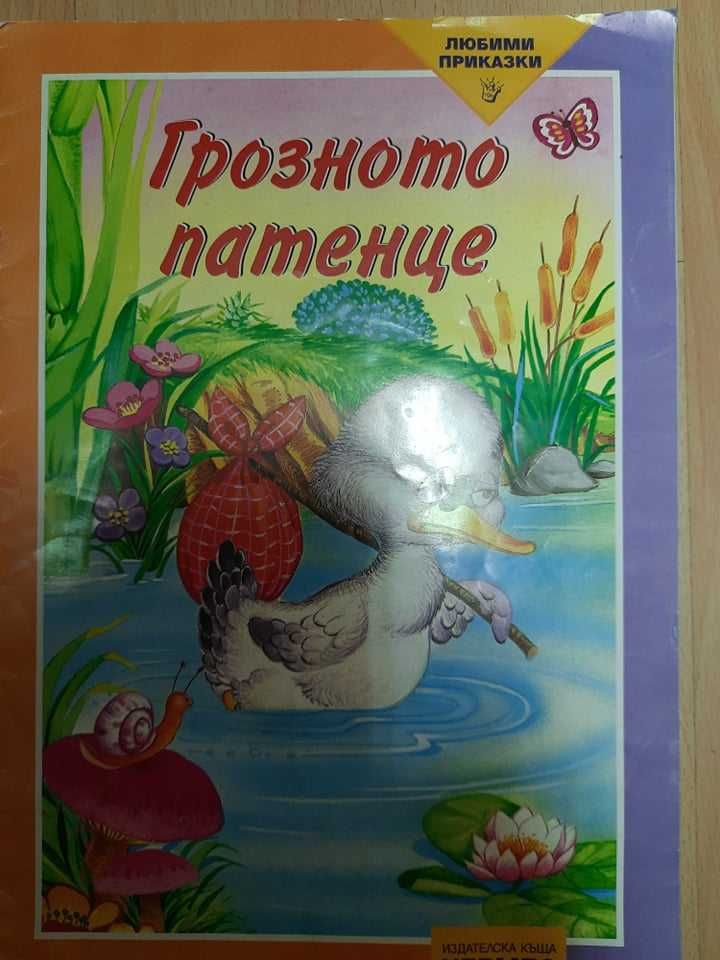 ЛЮБИМИ
ПРИКАЗКИ
Грозното
патенце
ИЗДАТЕЛСКА КЪЩА